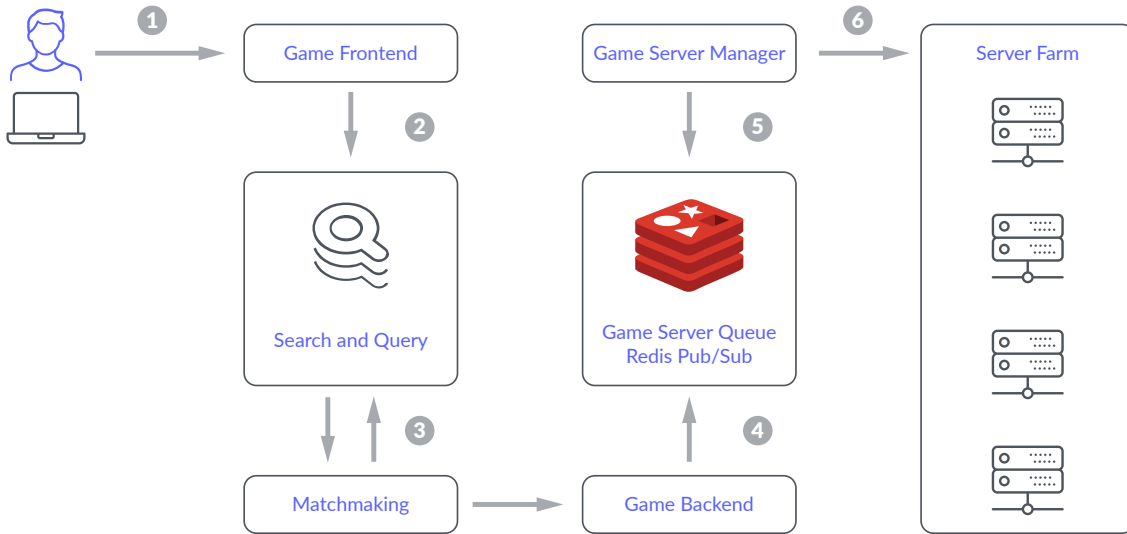 1
Game Frontend
2
Search and Query
3
Matchmaking
Game Server Manager
6
5
Game Server Queue
Redis Pub/Sub
4
Game Backend
Server Farm